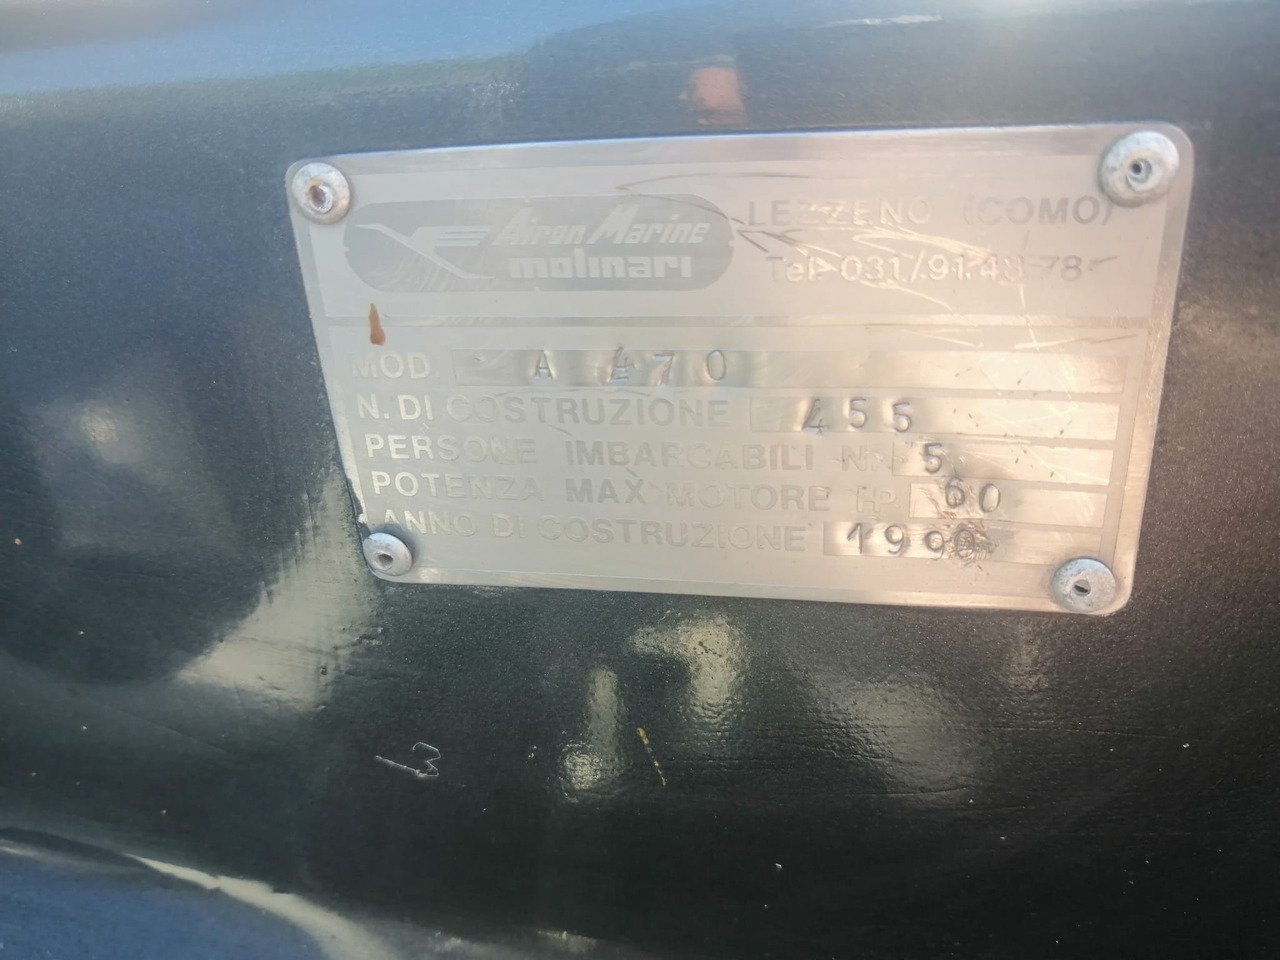 Airon Marine
molinari
LEZZENO (COMO)
Tel. 031/91.48.78
MOD. A 470
N. DI COSTRUZIONE 455
PERSONE IMBARCABILI Nr. 5
POTENZA MAX MOTORE HP 60
ANNO DI COSTRUZIONE 1990